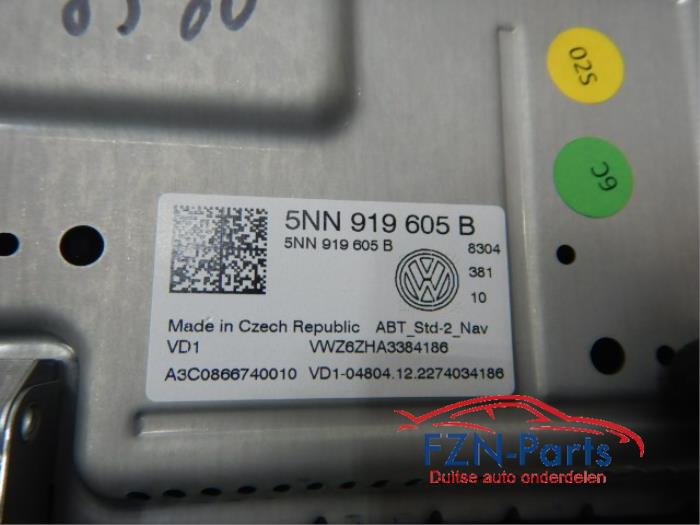 02S
6C
5NN 919 605 B
5NN 919 605 B
8304
381
10
Made in Czech Republic ABT_Std-2_Nav
VD1 VWZ6ZHA3384186
A3C0866740010 VD1-04804.12.2274034186
FZN-Parts
Duitse auto onderdelen